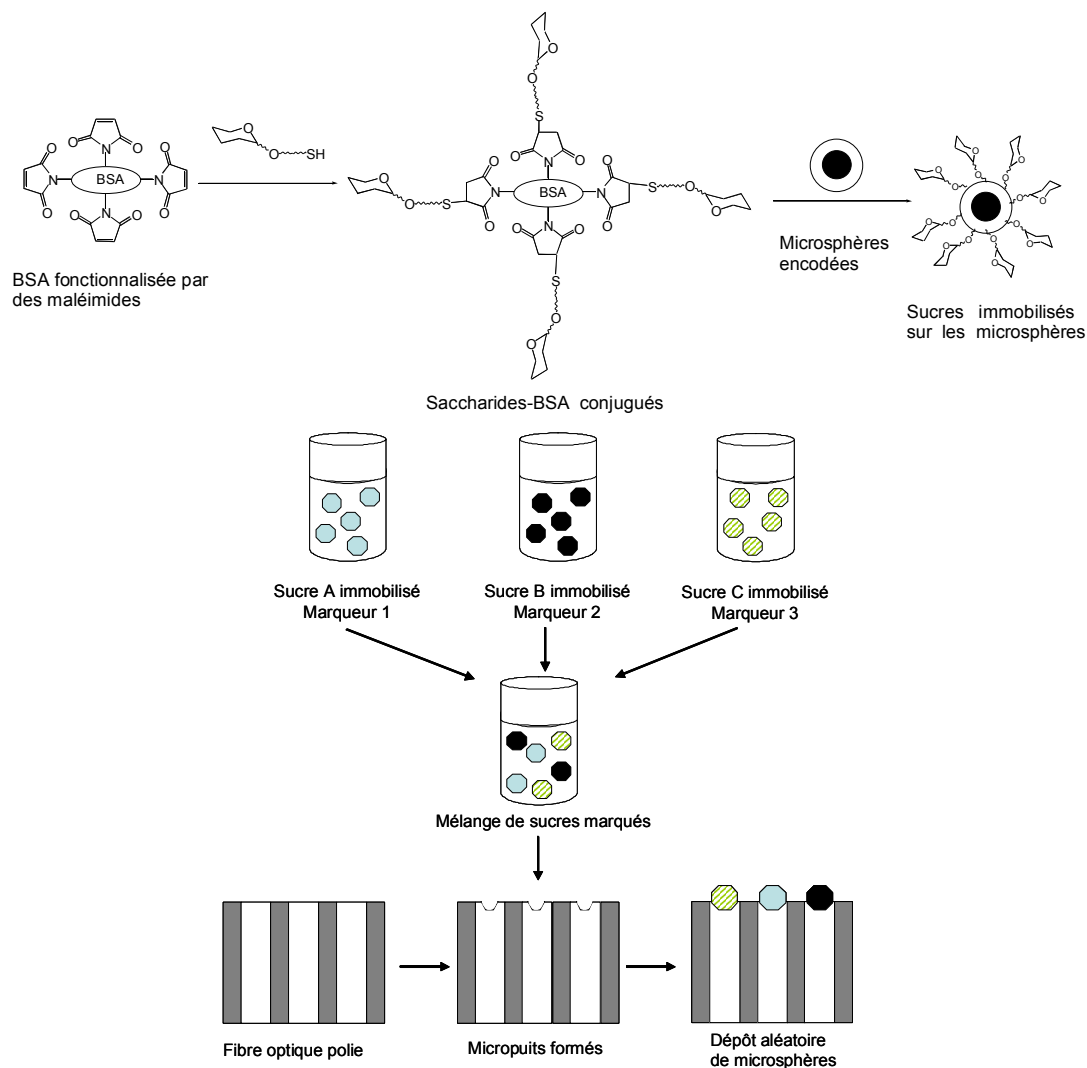 BSA
SH
BSA
BSA fonctionnalisée par
des maléimides
Microsphères
encodées
Sucres immobilisés
sur les microsphères
Saccharides-BSA conjugués
Sucre A immobilisé
Marqueur 1
Sucre B immobilisé
Marqueur 2
Sucre C immobilisé
Marqueur 3
Mélange de sucres marqués
Fibre optique polie
Micropuits formés
Dépôt aléatoire
de microsphères